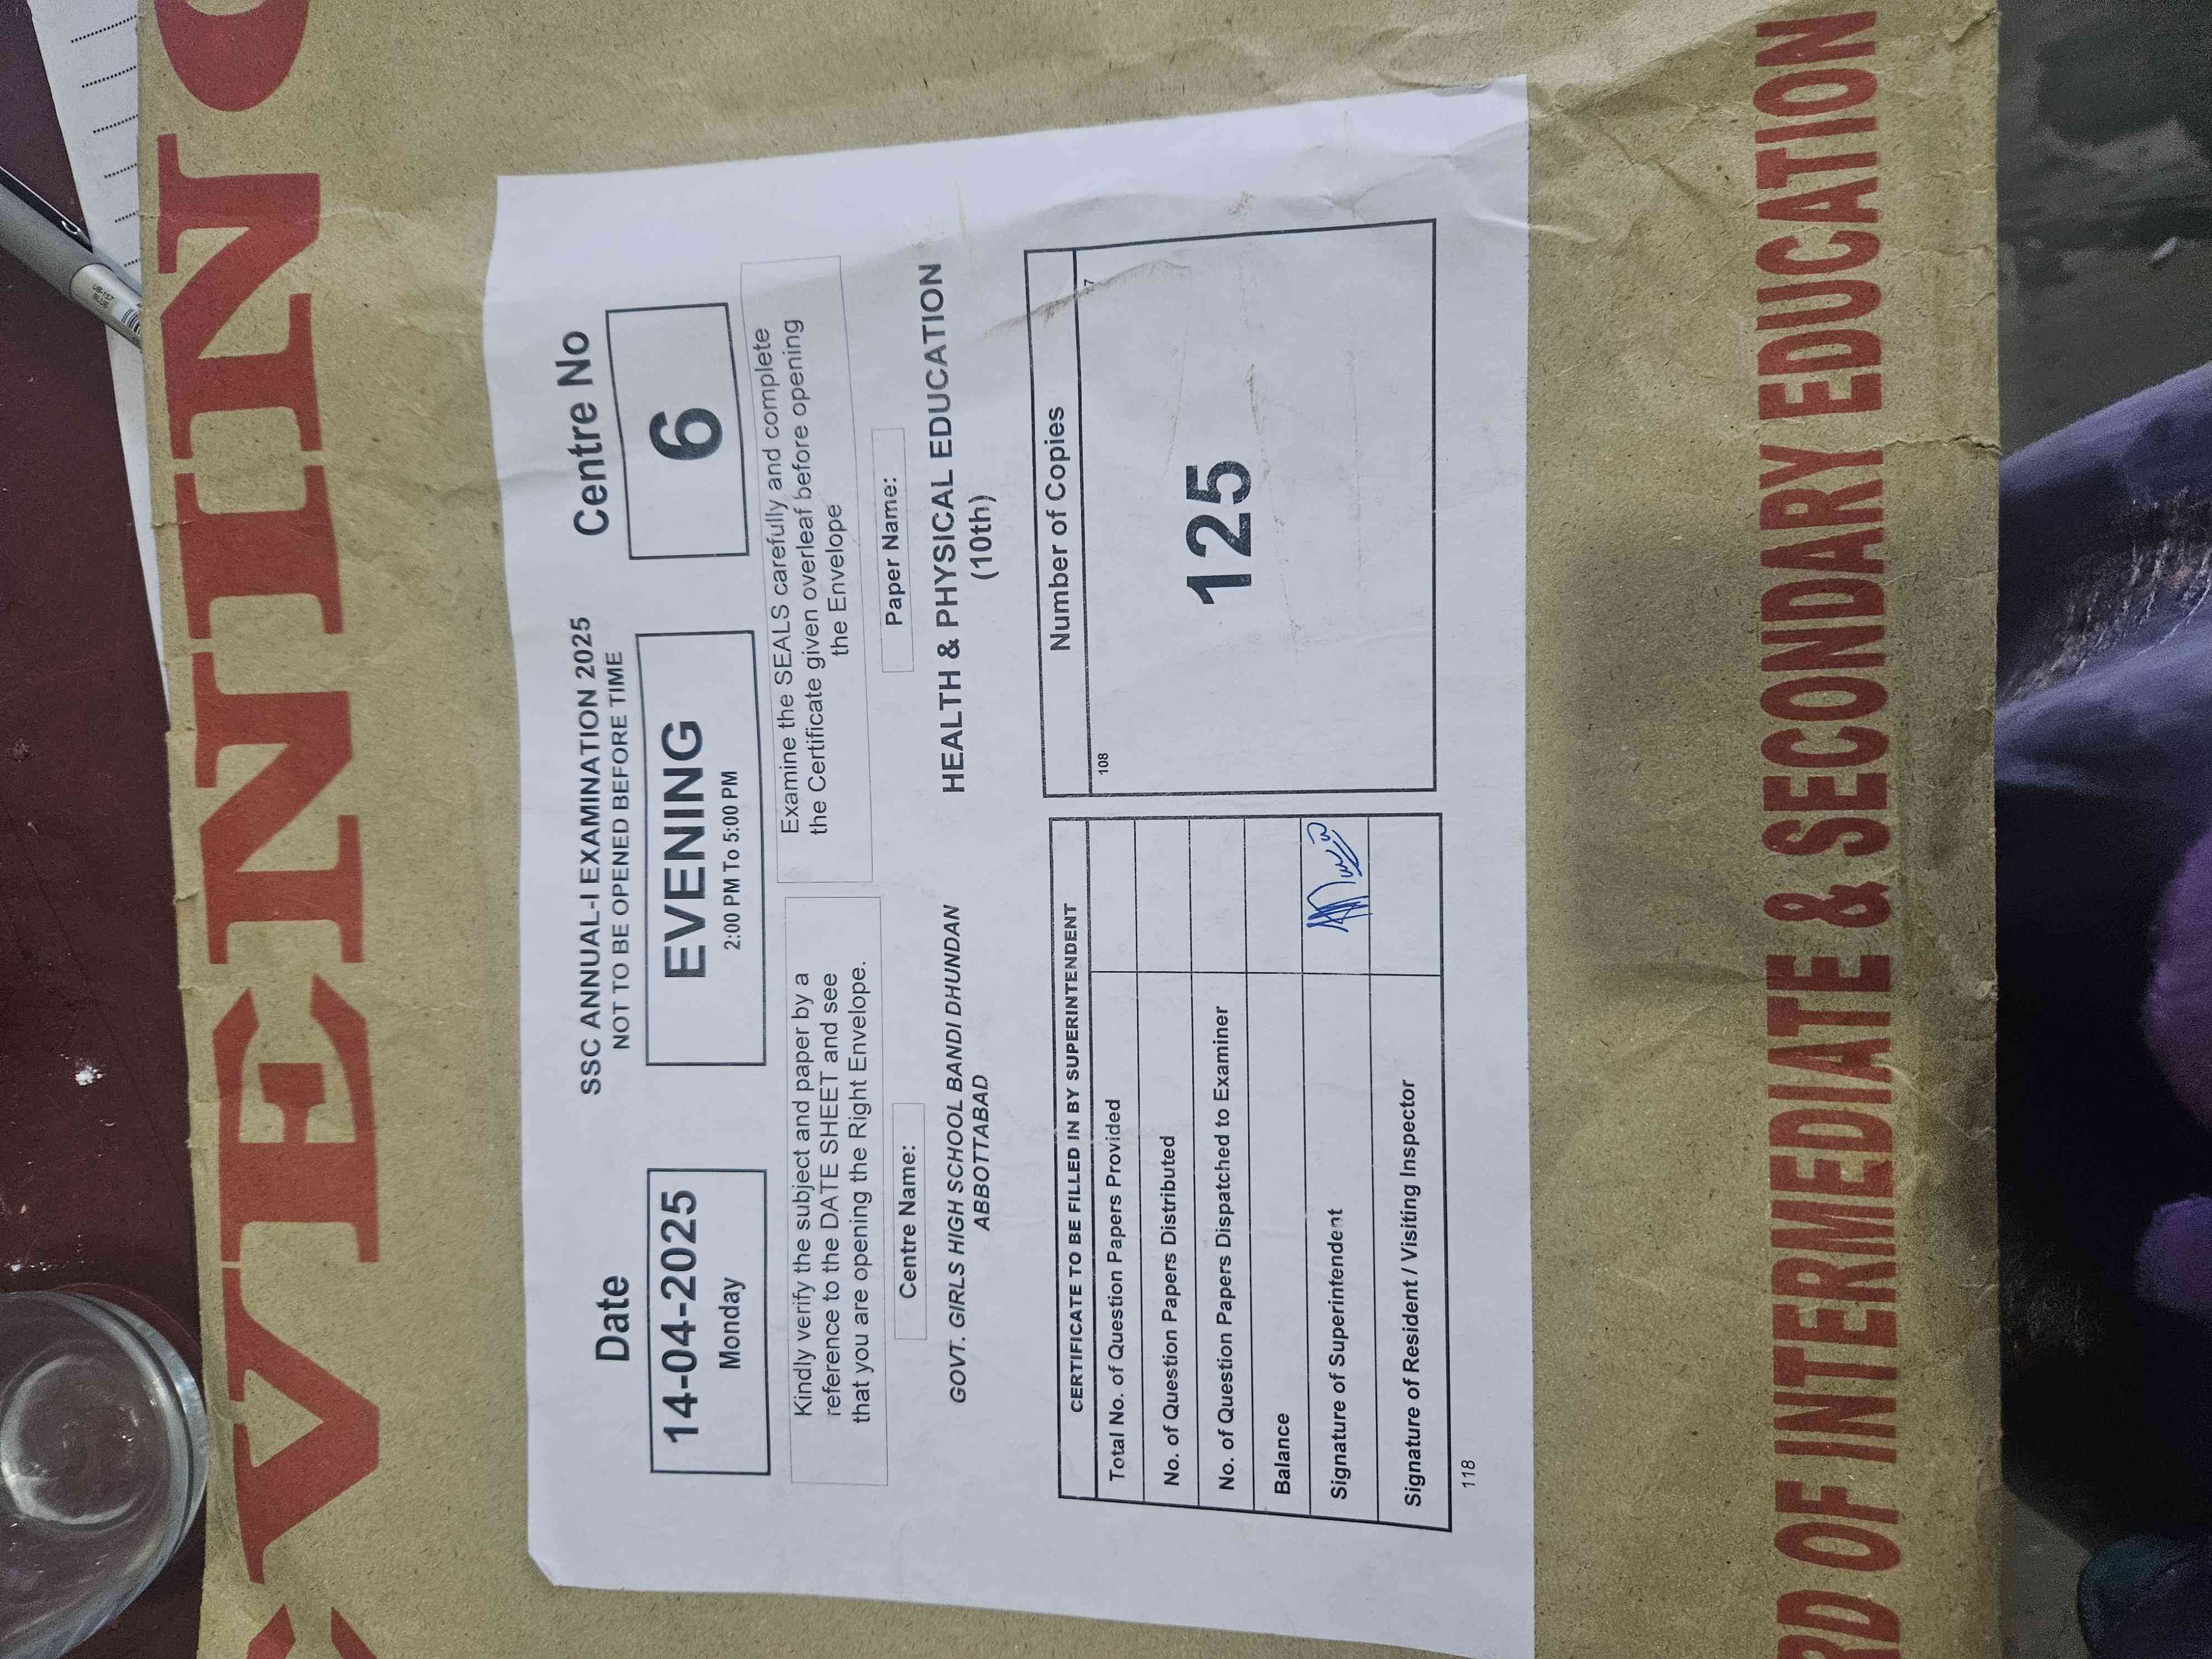 EVENING
SSC ANNUAL-I EXAMINATION 2025
NOT TO BE OPENED BEFORE TIME
Date
Centre No
14-04-2025
Monday
EVENING
2:00 PM To 5:00 PM
6
Kindly verify the subject and paper by a
reference to the DATE SHEET and see
that you are opening the Right Envelope.
Examine the SEALS carefully and complete
the Certificate given overleaf before opening
the Envelope
Centre Name:
GOVT. GIRLS HIGH SCHOOL BANDI DHUNDAN
ABBOTTABAD
Paper Name:
HEALTH & PHYSICAL EDUCATION
(10th)
CERTIFICATE TO BE FILLED IN BY SUPERINTENDENT
Total No. of Question Papers Provided
No. of Question Papers Distributed
No. of Question Papers Dispatched to Examiner
Balance
Signature of Superintendent
Signature of Resident / Visiting Inspector
118
Number of Copies
108
7
125
RD OF INTERMEDIATE & SECONDARY EDUCATION
UB-157
BLUE